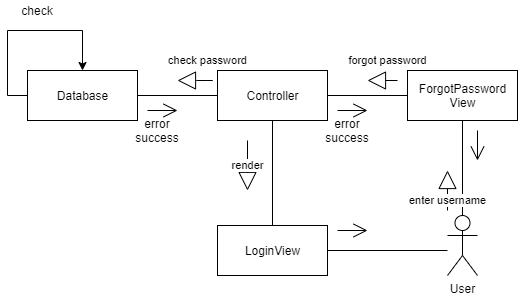 check
check password
forgot password
Database
Controller
ForgotPassword
View
error
success
error
success
render
enter username
LoginView
User